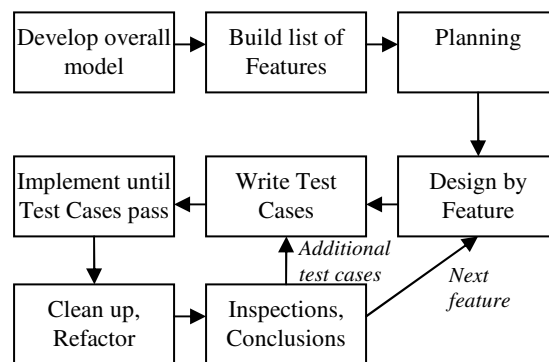 Develop overall
model
Build list of
Features
Planning
Implement until
Test Cases pass
Write Test
Cases
Design by
Feature
Additional
test cases
Next
feature
Clean up,
Refactor
Inspections,
Conclusions